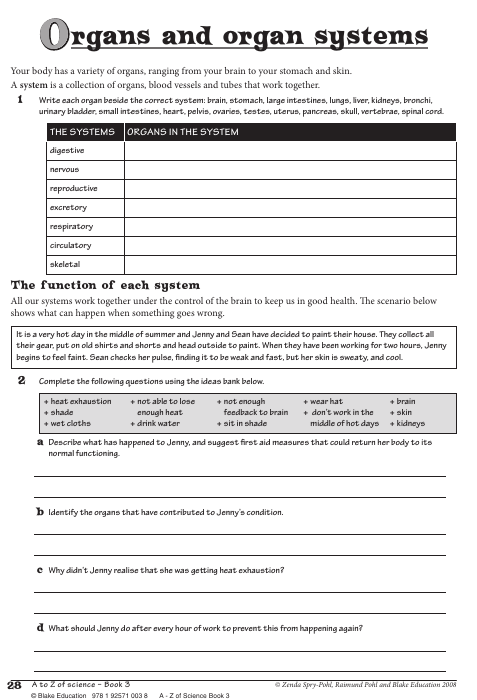 Organs and organ systems
Your body has a variety of organs, ranging from your brain to your stomach and skin.
A system is a collection of organs, blood vessels and tubes that work together.
1 Write each organ beside the correct system: brain, stomach, large intestines, lungs, liver, kidneys, bronchi,
urinary bladder, small intestines, heart, pelvis, ovaries, testes, uterus, pancreas, skull, vertebrae, spinal cord.
THE SYSTEMS ORGANS IN THE SYSTEM
digestive
nervous
reproductive
excretory
respiratory
circulatory
skeletal
The function of each system
All our systems work together under the control of the brain to keep us in good health. The scenario below
shows what can happen when something goes wrong.
It is a very hot day in the middle of summer and Jenny and Sean have decided to paint their house. They collect all
their gear, put on old shirts and shorts and head outside to paint. When they have been working for two hours, Jenny
begins to feel faint. Sean checks her pulse, finding it to be weak and fast, but her skin is sweaty, and cool.
2 Complete the following questions using the ideas bank below.
+ heat exhaustion + not able to lose + not enough + wear hat + brain
+ shade enough heat feedback to brain + don't work in the + skin
+ wet cloths + drink water + sit in shade middle of hot days + kidneys
a Describe what has happened to Jenny, and suggest first aid measures that could return her body to its
normal functioning.
b Identify the organs that have contributed to Jenny's condition.
c Why didn't Jenny realise that she was getting heat exhaustion?
d What should Jenny do after every hour of work to prevent this from happening again?
28 A to Z of science – Book 3 © Zenda Spry-Pohl, Raimund Pohl and Blake Education 2008
© Blake Education 978 1 92571 003 8 A - Z of Science Book 3